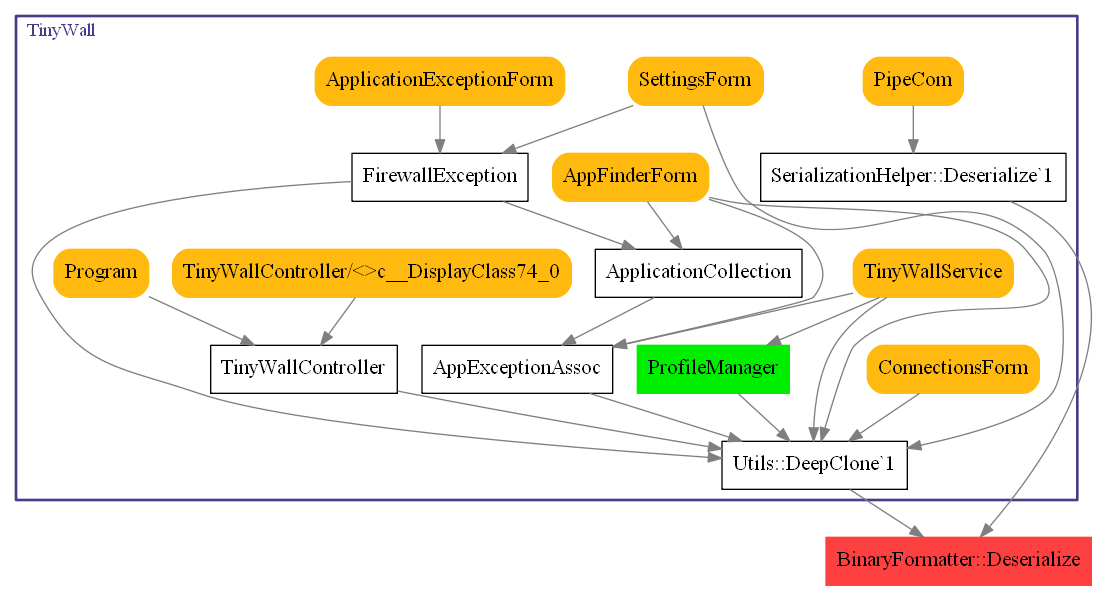 TinyWall
ApplicationExceptionForm
SettingsForm
PipeCom
FirewallException
AppFinderForm
SerializationHelper::Deserialize`1
Program
TinyWallController/<>c__DisplayClass74_0
ApplicationCollection
TinyWallService
TinyWallController
AppExceptionAssoc
ProfileManager
ConnectionsForm
Utils::DeepClone`1
BinaryFormatter::Deserialize